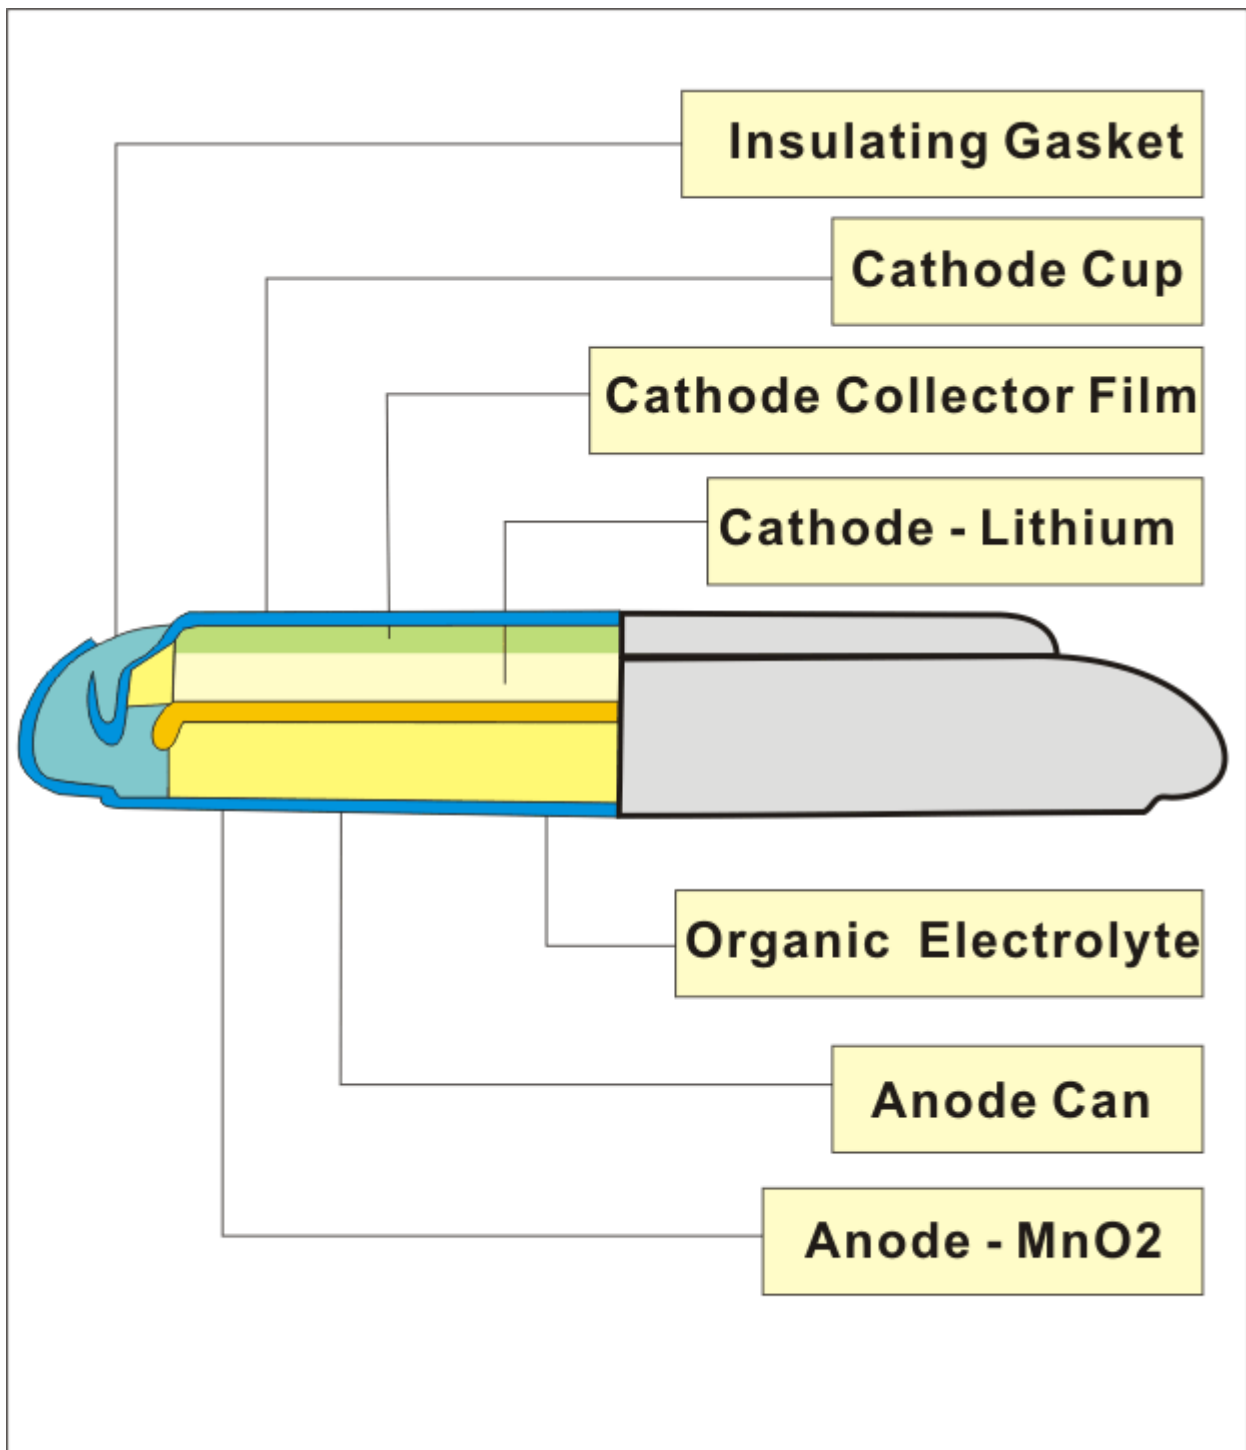 Insulating Gasket
Cathode Cup
Cathode Collector Film
Cathode - Lithium
Organic Electrolyte
Anode Can
Anode - MnO2